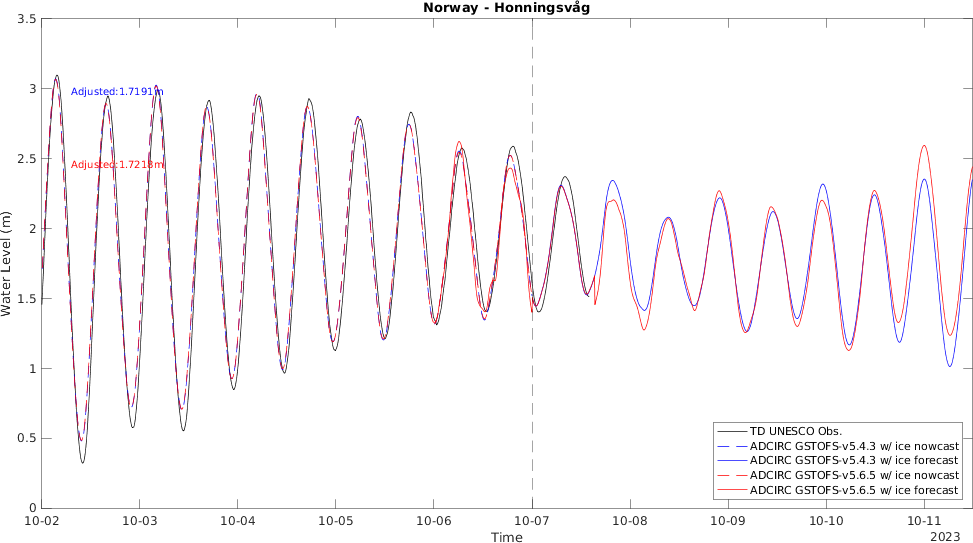 Norway - Honningsvåg
3.5
3
2.5
2
1.5
1
0.5
0
Water Level (m)
Adjusted:1.7191m
Adjusted:1.7213m
TD UNESCO Obs.
ADCIRC GSTOFS-v5.4.3 w/ ice nowcast
ADCIRC GSTOFS-v5.4.3 w/ ice forecast
ADCIRC GSTOFS-v5.6.5 w/ ice nowcast
ADCIRC GSTOFS-v5.6.5 w/ ice forecast
10-02 10-03 10-04 10-05 10-06 10-07 10-08 10-09 10-10 10-11
Time
2023